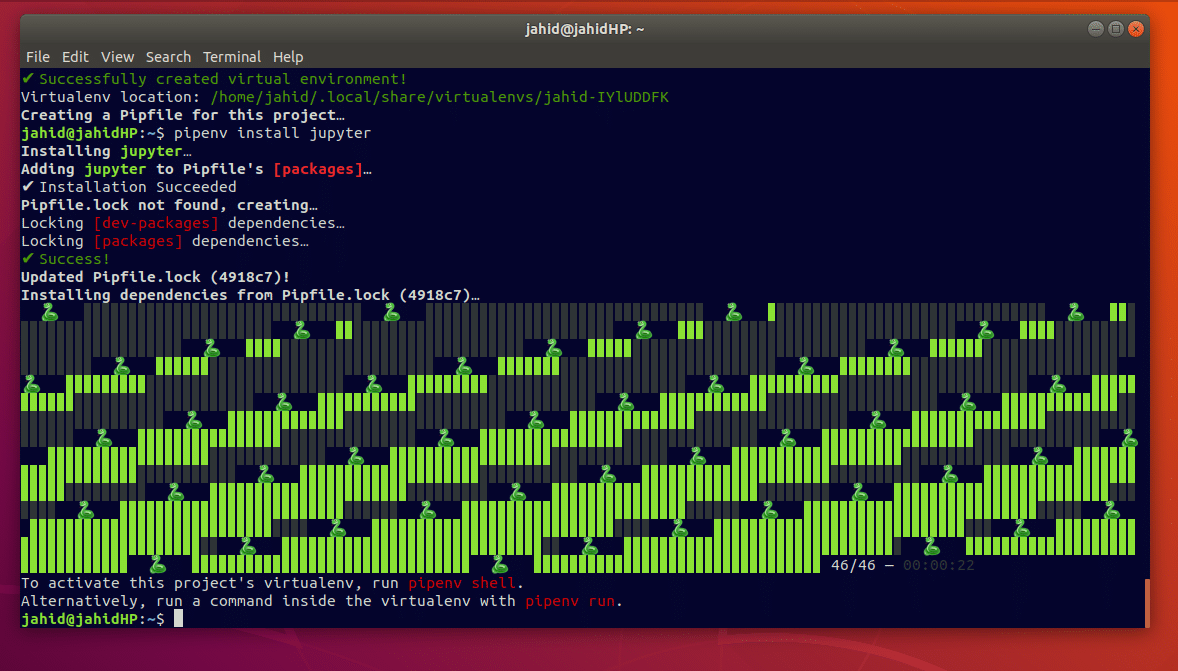 jahid@jahidHP: ~
File Edit View Search Terminal Help
✔ Successfully created virtual environment!
Virtualenv location: /home/jahid/.local/share/virtualenvs/jahid-IYlUDDFK
Creating a Pipfile for this project…
jahid@jahidHP:~$ pipenv install jupyter
Installing jupyter…
Adding jupyter to Pipfile's [packages]…
✔ Installation Succeeded
Pipfile.lock not found, creating…
Locking [dev-packages] dependencies…
Locking [packages] dependencies…
✔ Success!
Updated Pipfile.lock (4918c7)!
Installing dependencies from Pipfile.lock (4918c7)…
46/46 — 00:00:22
To activate this project's virtualenv, run pipenv shell.
Alternatively, run a command inside the virtualenv with pipenv run.
jahid@jahidHP:~$